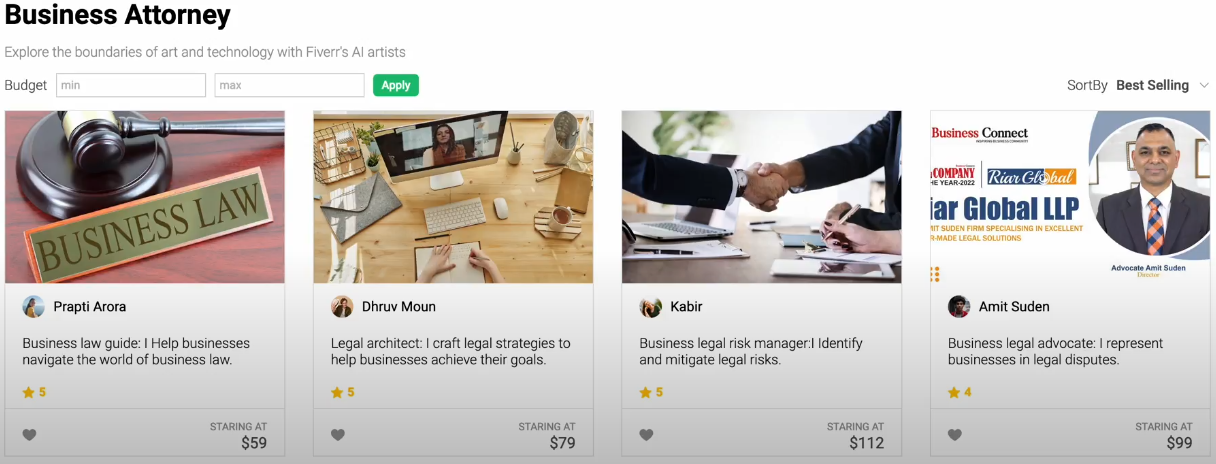 Business Attorney
Explore the boundaries of art and technology with Fiverr's AI artists
Budget min max Apply
SortBy Best Selling
BUSINESS LAW
Business Connect
COMPANY
HE YEAR-2022
Riar Global
iar Global LLP
MIT SUDEN FIRM SPECIALISING IN EXCELLENT
R-MADE LEGAL SOLUTIONS
Advocate Amit Suden
Director
Prapti Arora
Business law guide: I Help businesses
navigate the world of business law.
5
STARING AT
$59
Dhruv Moun
Legal architect: I craft legal strategies to
help businesses achieve their goals.
5
STARING AT
$79
Kabir
Business legal risk manager:I Identify
and mitigate legal risks.
5
STARING AT
$112
Amit Suden
Business legal advocate: I represent
businesses in legal disputes.
4
STARING AT
$99